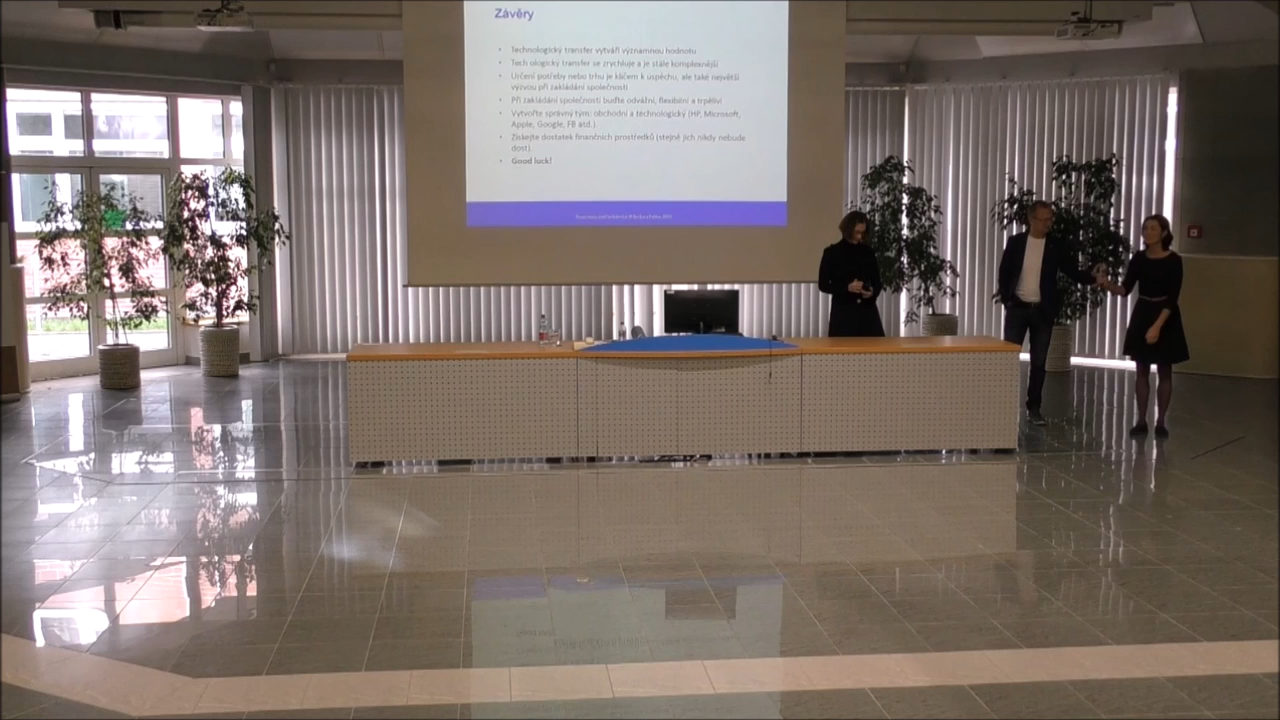 Závěry
• Technologický transfer vytváří významnou hodnotu
• Tech ologický transfer se zrychluje a je stále komplexnější
• Určení potřeby nebo trhu je klíčem k úspěchu, ale také největší
výzvou při zakládání společnosti
• Při zakládání společnosti buďte odvážní, flexibilní a trpěliví
• Vytvořte správný tým: obchodní a technologický (HP, Microsoft,
Apple, Google, FB atd.).
• Získejte dostatek finančních prostředků (stejně jich nikdy nebude
dost).
• Good luck!